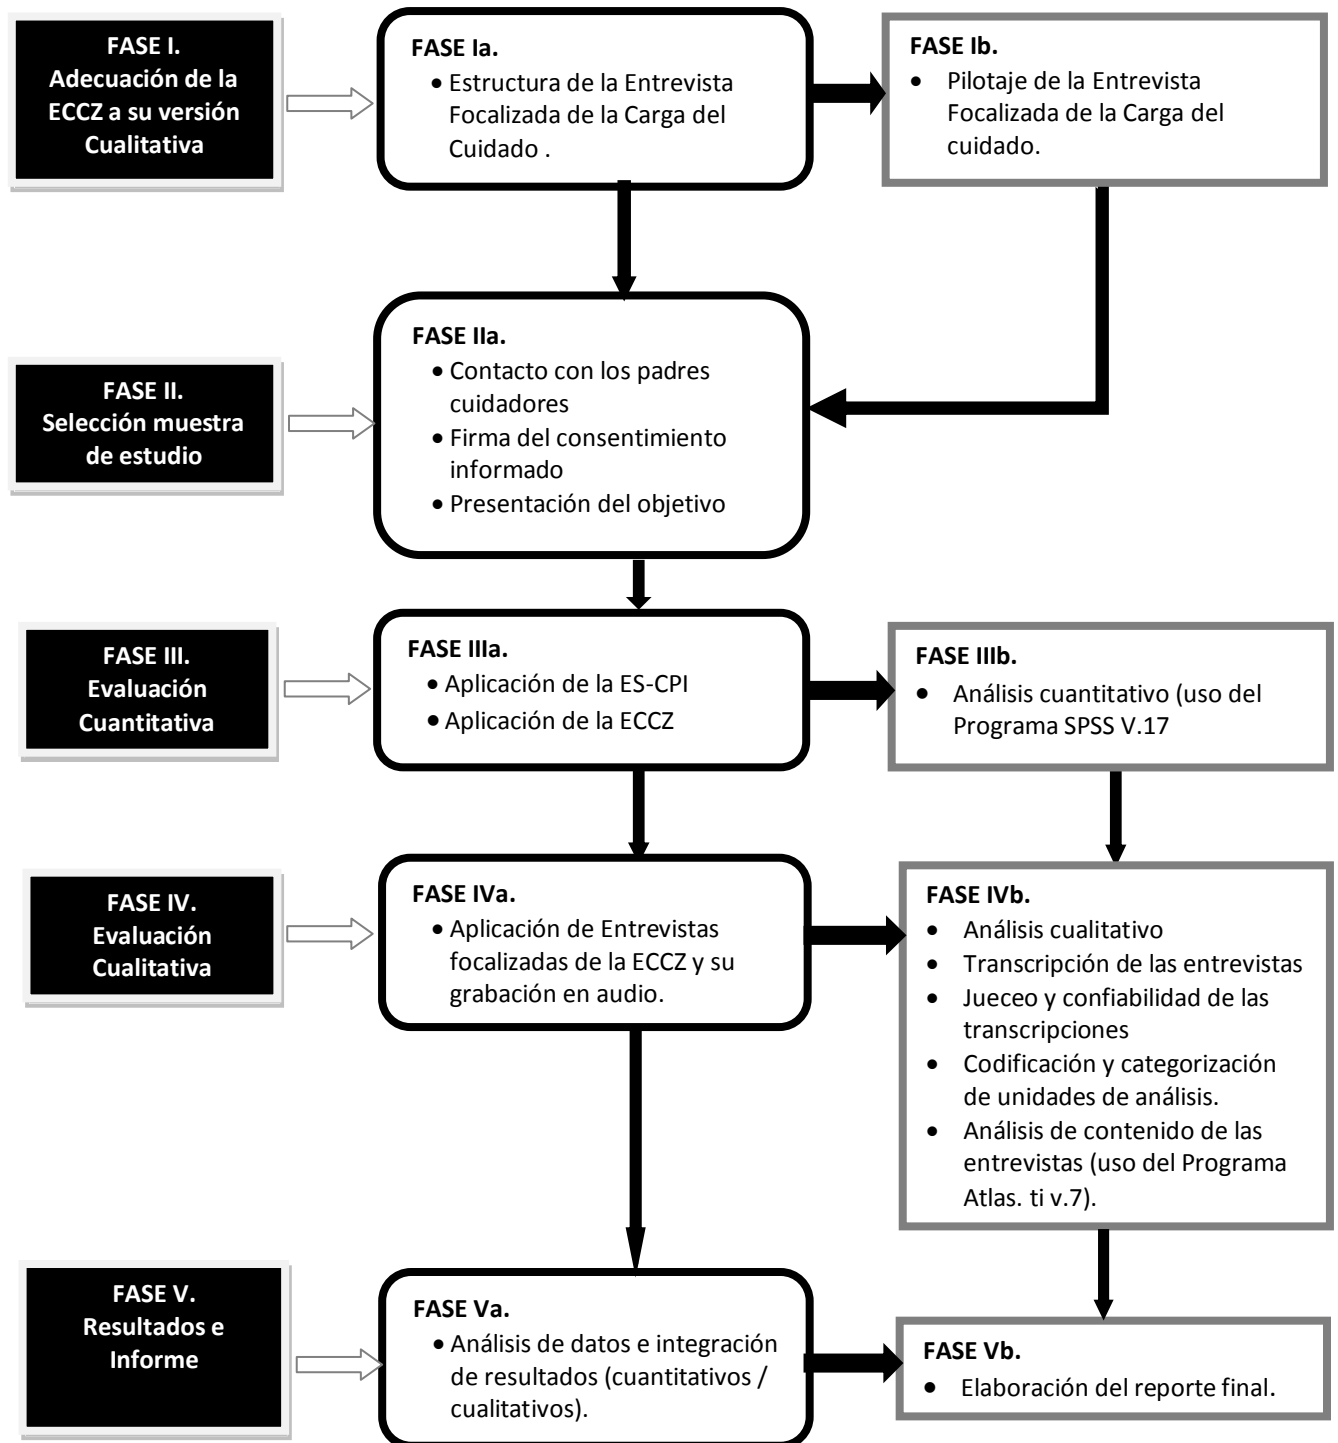 FASE I.
Adecuación de la
ECCZ a su versión
Cualitativa
FASE Ia.
• Estructura de la Entrevista
Focalizada de la Carga del
Cuidado .
FASE Ib.
• Pilotaje de la Entrevista
Focalizada de la Carga del
cuidado.
FASE II.
Selección muestra
de estudio
FASE IIa.
• Contacto con los padres
cuidadores
• Firma del consentimiento
informado
• Presentación del objetivo
FASE III.
Evaluación
Cuantitativa
FASE IIIa.
• Aplicación de la ES-CPI
• Aplicación de la ECCZ
FASE IIIb.
• Análisis cuantitativo (uso del
Programa SPSS V.17
FASE IV.
Evaluación
Cualitativa
FASE IVa.
• Aplicación de Entrevistas
focalizadas de la ECCZ y su
grabación en audio.
FASE IVb.
• Análisis cualitativo
• Transcripción de las entrevistas
• Jueceo y confiabilidad de las
transcripciones
• Codificación y categorización
de unidades de análisis.
• Análisis de contenido de las
entrevistas (uso del Programa
Atlas. ti v.7).
FASE V.
Resultados e
Informe
FASE Va.
• Análisis de datos e integración
de resultados (cuantitativos /
cualitativos).
FASE Vb.
• Elaboración del reporte final.